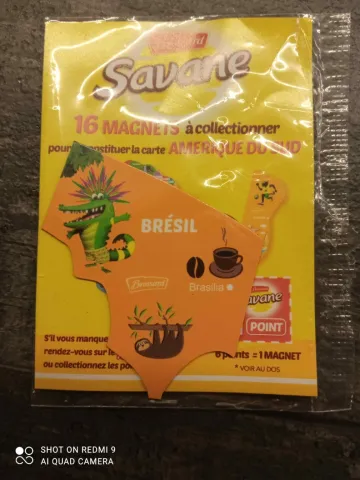 Brossard
Savane
16 MAGNETS à collectionner
pour stituer la carte AMERIQUE DU SUD
BRÉSIL
Brossard
Brasilia
Savane
POINT
S'il vous manque
rendez-vous sur le
ou collectionnez les
6 points = 1 MAGNET
* VOIR AU DOS
SHOT ON REDMI 9
AI QUAD CAMERA